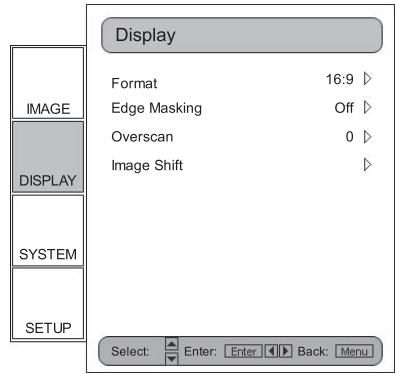 Display
Format 16:9
Edge Masking Off
Overscan 0
Image Shift
IMAGE
DISPLAY
SYSTEM
SETUP
Select: Enter: Enter Back: Menu